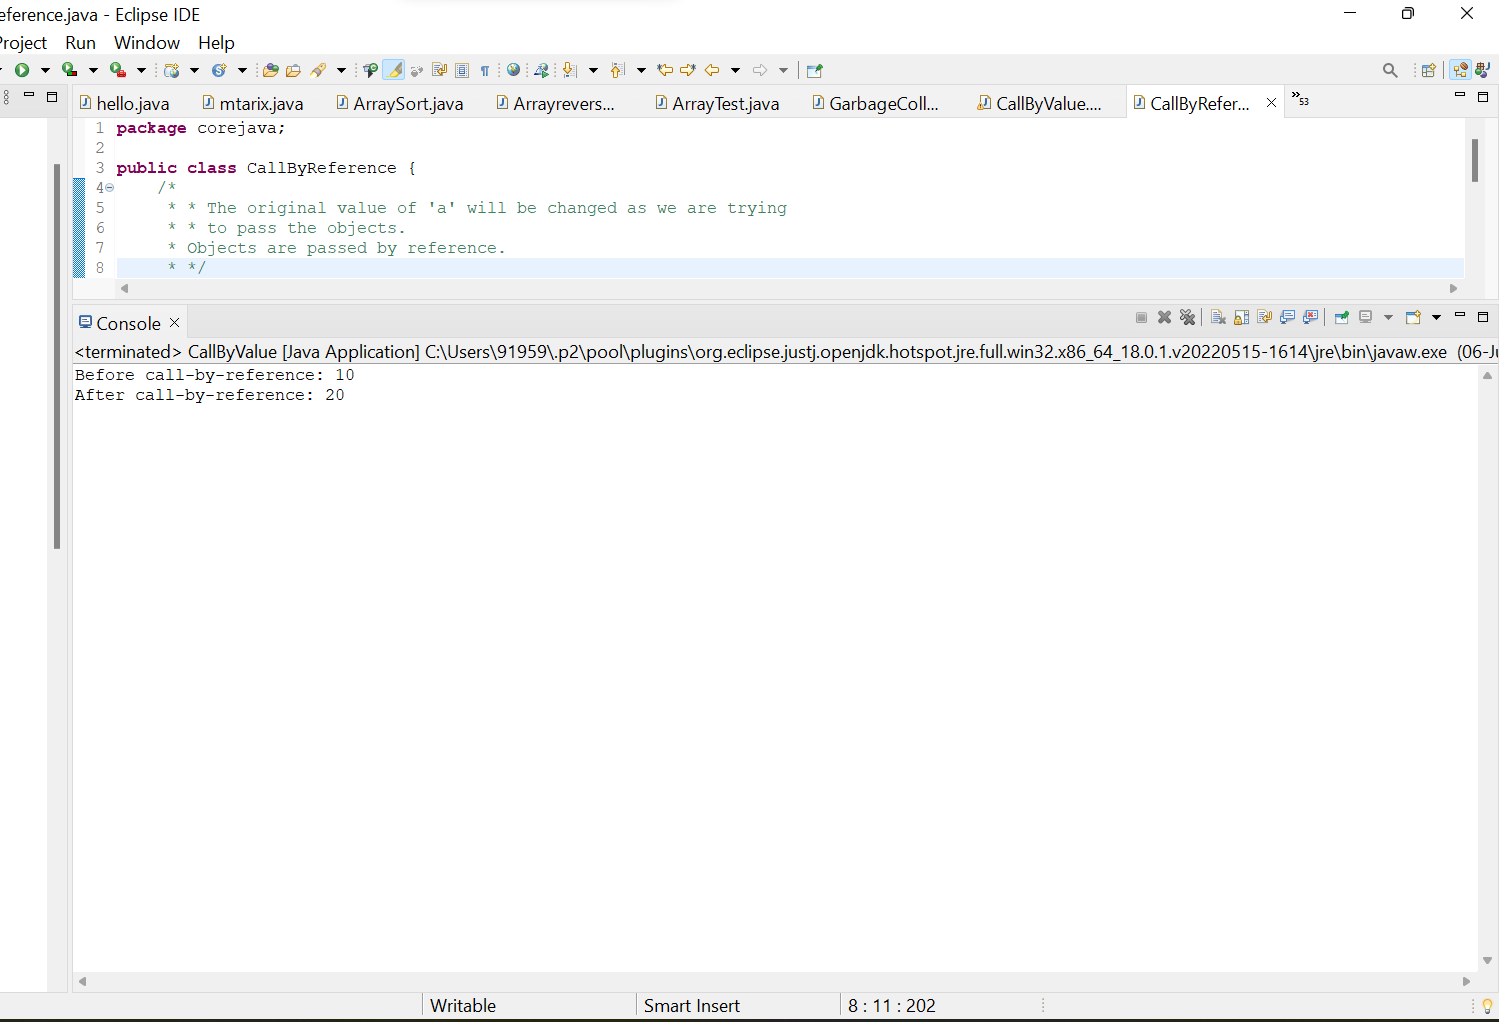 eference.java - Eclipse IDE
Project Run Window Help
hello.java mtarix.java ArraySort.java Arrayrevers... ArrayTest.java GarbageColl... CallByValue.... CallByRefer... »53
1 package corejava;
2
3 public class CallByReference {
4 /*
5 * * The original value of 'a' will be changed as we are trying
6 * * to pass the objects.
7 * Objects are passed by reference.
8 * */
Console
<terminated> CallByValue [Java Application] C:\Users\91959\.p2\pool\plugins\org.eclipse.justj.openjdk.hotspot.jre.full.win32.x86_64_18.0.1.v20220515-1614\jre\bin\javaw.exe (06-Ju
Before call-by-reference: 10
After call-by-reference: 20
Writable Smart Insert 8 : 11 : 202